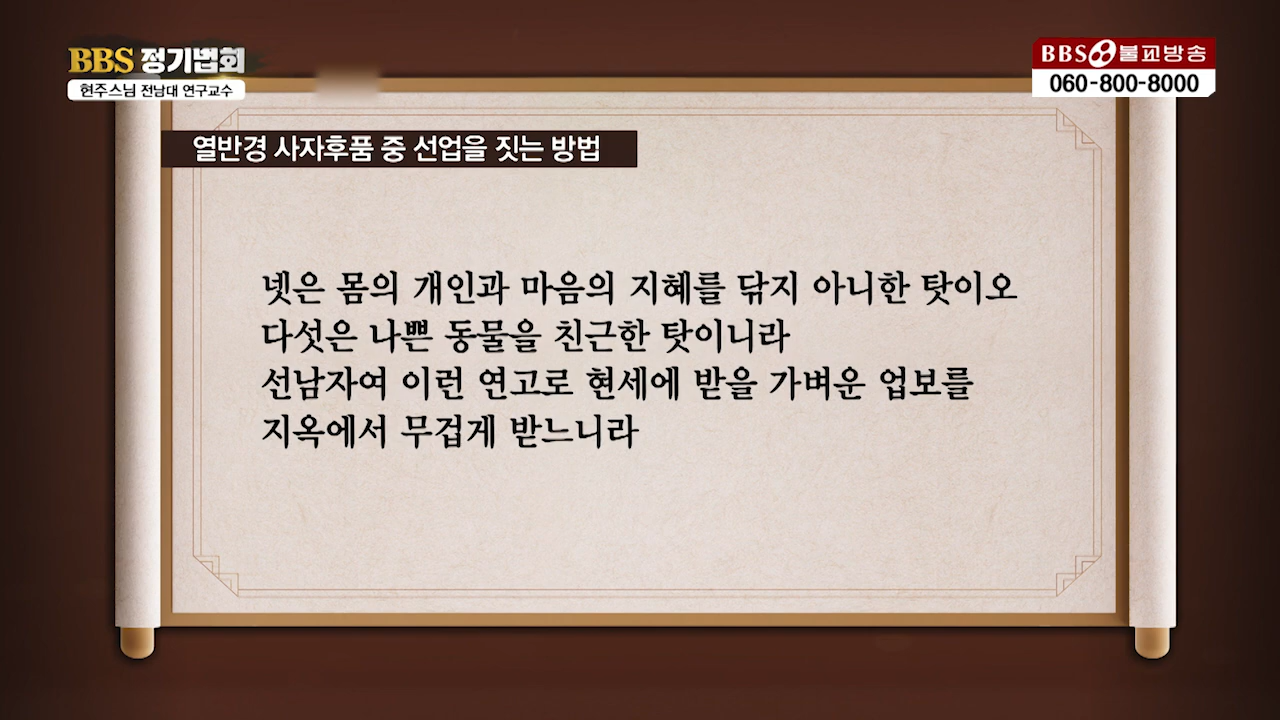 BBS 정기법회
현주스님 전남대 연구교수
BBS 불교방송
060-800-8000
열반경 사자후품 중 선업을 짓는 방법
넷은 몸의 개인과 마음의 지혜를 닦지 아니한 탓이오
다섯은 나쁜 동물을 친근한 탓이니라
선남자여 이런 연고로 현세에 받을 가벼운 업보를
지옥에서 무겁게 받느니라